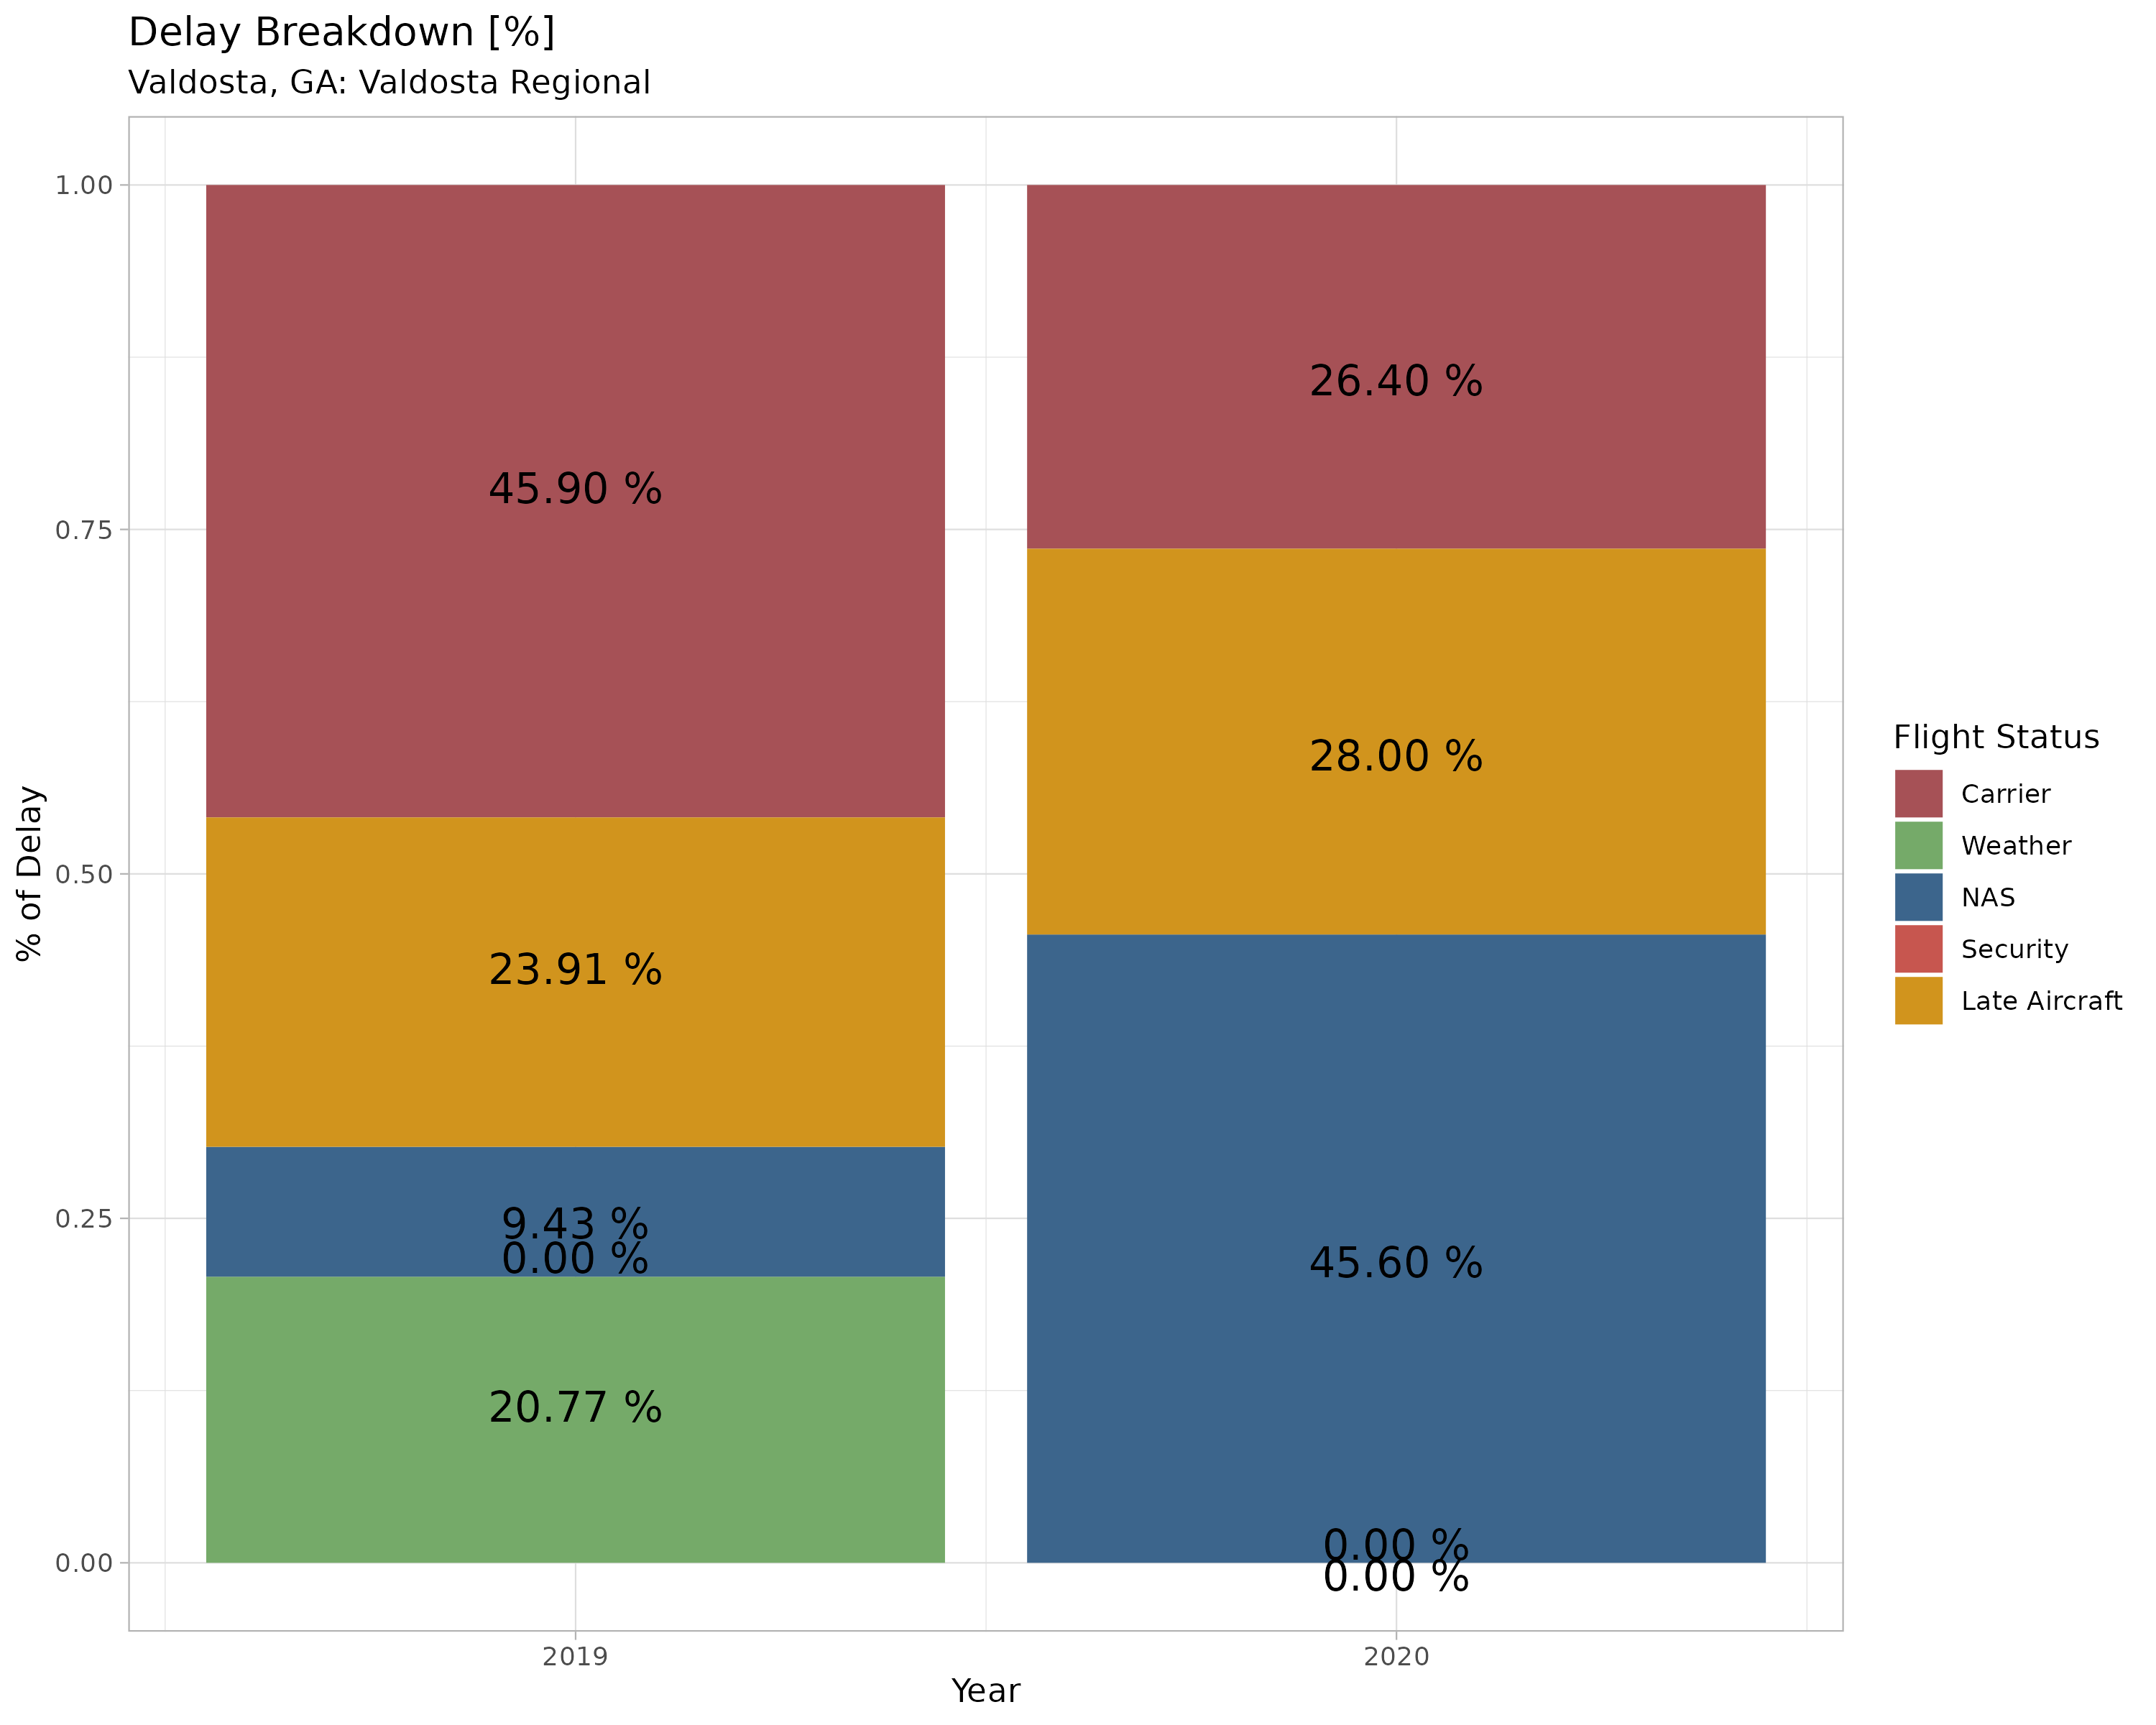 Delay Breakdown [%]
Valdosta, GA: Valdosta Regional
% of Delay
1.00
0.75
0.50
0.25
0.00
45.90 %
23.91 %
9.43 %
0.00 %
20.77 %
26.40 %
28.00 %
45.60 %
0.00 %
0.00 %
2019
2020
Year
Flight Status
Carrier
Weather
NAS
Security
Late Aircraft